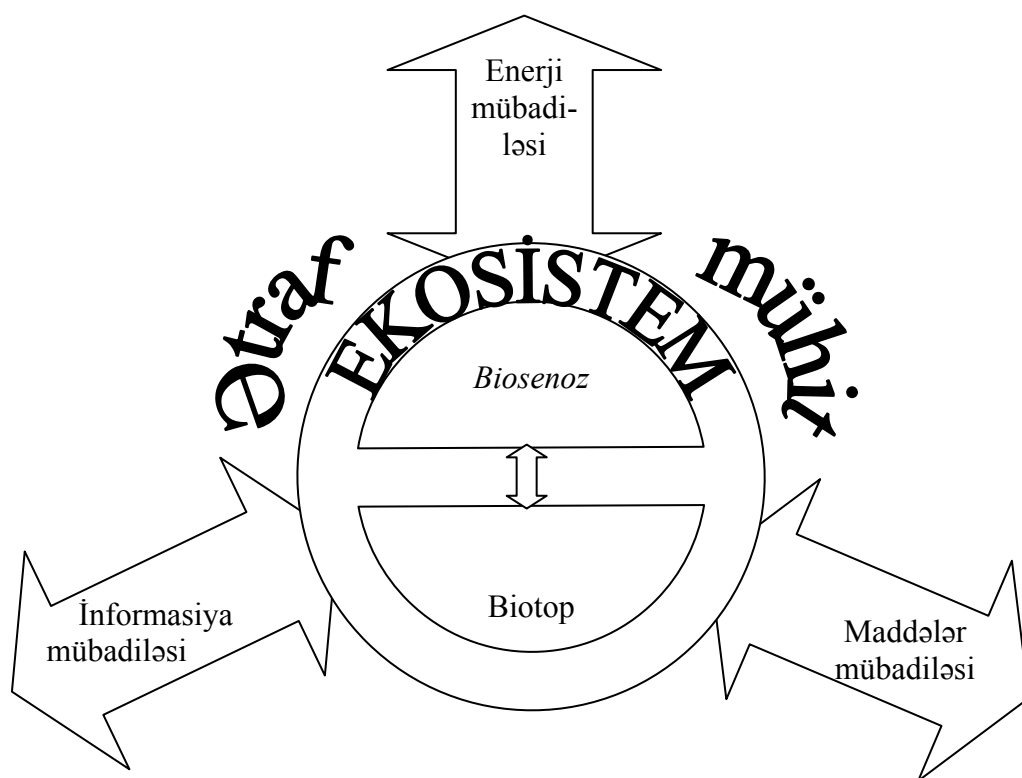 Enerji
mübadi-
ləsi
Ətraf mühit
EKOSİSTEM
Biosenoz
Biotop
İnformasiya
mübadiləsi
Maddələr
mübadiləsi